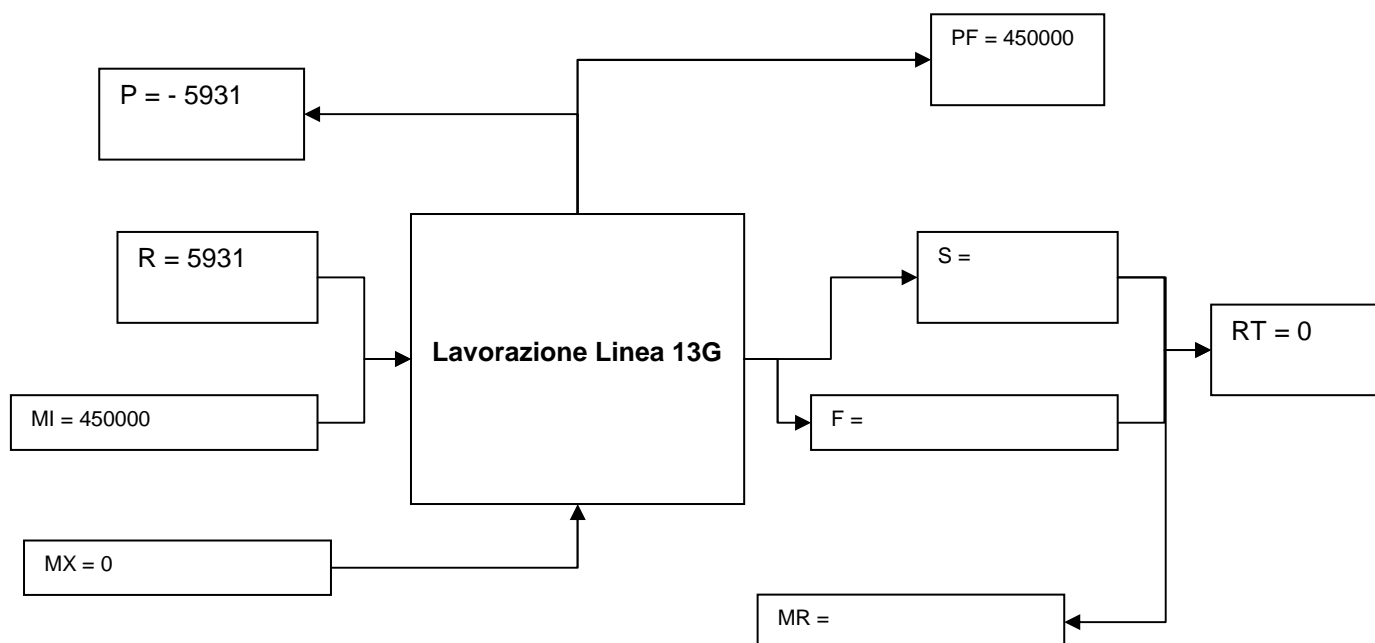 PF = 450000
P = - 5931
R = 5931
S =
Lavorazione Linea 13G
RT = 0
MI = 450000
F =
MX = 0
MR =